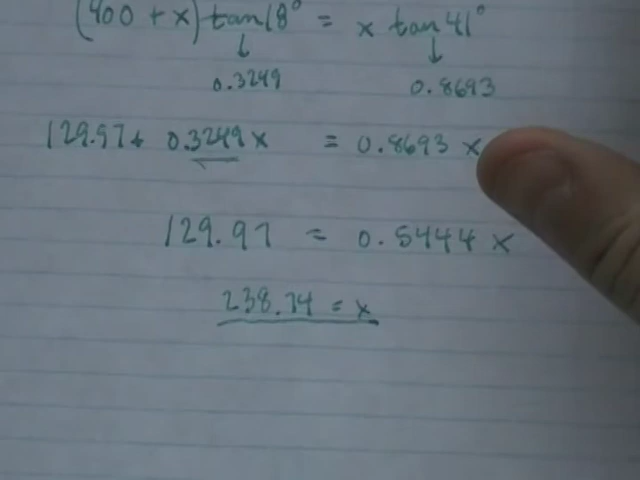 (400 + x) tan 18° = x tan 41°
↓ ↓
0.3249 0.8693
129.97 + 0.3249 x = 0.8693 x
129.97 = 0.5444 x
238.74 = x